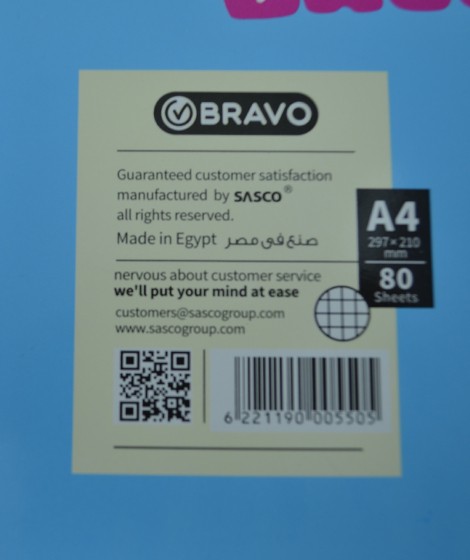 BRAVO
Guaranteed customer satisfaction
manufactured by SASCO®
all rights reserved.
Made in Egypt صنع فى مصر
A4
297×210
mm
80
Sheets
nervous about customer service
we'll put your mind at ease
customers@sascogroup.com
www.sascogroup.com
6 221190 005505